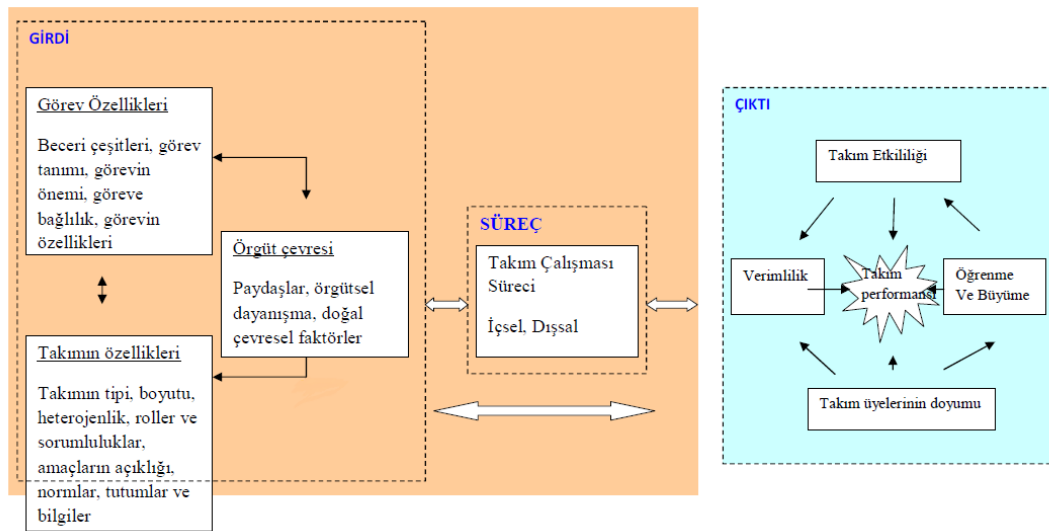 GİRDİ
Görev Özellikleri
Beceri çeşitleri, görev
tanımı, görevin
önemi, göreve
bağlılık, görevin
özellikleri
Örgüt çevresi
Paydaşlar, örgütsel
dayanışma, doğal
çevresel faktörler
Takımın özellikleri
Takımın tipi, boyutu,
heterojenlik, roller ve
sorumluluklar,
amaçların açıklığı,
normlar, tutumlar ve
bilgiler
SÜREÇ
Takım Çalışması
Süreci
İçsel, Dışsal
ÇIKTI
Takım Etkililiği
Verimlilik
Takım
performansı
Öğrenme
Ve Büyüme
Takım üyelerinin doyumu